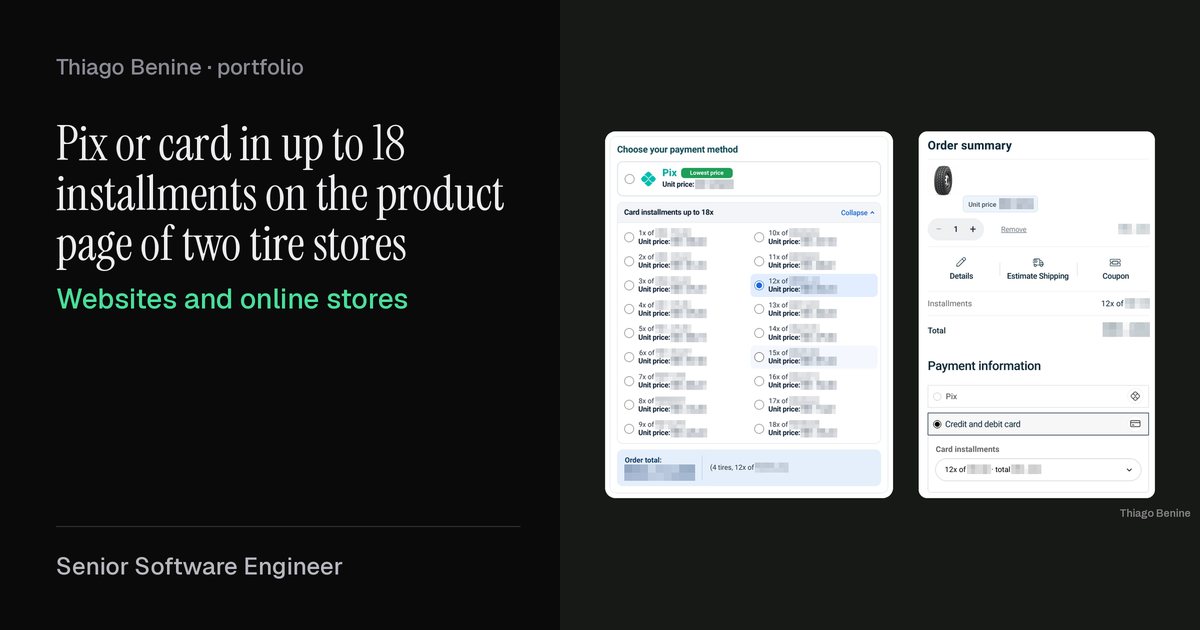 Thiago Benine · portfolio
Pix or card in up to 18
installments on the product
page of two tire stores
Websites and online stores
Senior Software Engineer
Choose your payment method
Pix Lowest price
Unit price:
Card installments up to 18x Collapse
1x of
Unit price:
2x of
Unit price:
3x of
Unit price:
4x of
Unit price:
5x of
Unit price:
6x of
Unit price:
7x of
Unit price:
8x of
Unit price:
9x of
Unit price:
10x of
Unit price:
11x of
Unit price:
12x of
Unit price:
13x of
Unit price:
14x of
Unit price:
15x of
Unit price:
16x of
Unit price:
17x of
Unit price:
18x of
Unit price:
Order total:
(4 tires, 12x of
Order summary
Unit price
− 1 + Remove
Details Estimate Shipping Coupon
Installments 12x of
Total
Payment information
Pix
Credit and debit card
Card installments
12x of · total
Thiago Benine